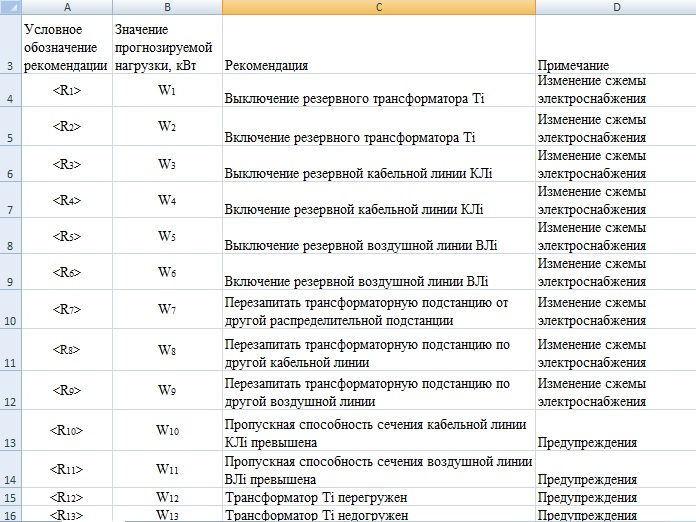 A B C D
3 Условное обозначение рекомендации Значение прогнозируемой нагрузки, кВт Рекомендация Примечание
4 <R1> W1 Выключение резервного трансформатора Ti Изменение сжемы электроснабжения
5 <R2> W2 Включение резервного трансформатора Ti Изменение сжемы электроснабжения
6 <R3> W3 Выключение резервной кабельной линии КЛi Изменение сжемы электроснабжения
7 <R4> W4 Включение резервной кабельной линии КЛi Изменение сжемы электроснабжения
8 <R5> W5 Выключение резервой воздушной линии ВЛi Изменение сжемы электроснабжения
9 <R6> W6 Включение резервой воздушной линии ВЛi Изменение сжемы электроснабжения
10 <R7> W7 Перезапитать трансформаторную подстанцию от другой распределительной подстанции Изменение сжемы электроснабжения
11 <R8> W8 Перезапитать трансформаторную подстанцию по другой кабельной линии Изменение сжемы электроснабжения
12 <R9> W9 Перезапитать трансформаторную подстанцию по другой воздушной линии Изменение сжемы электроснабжения
13 <R10> W10 Пропускная способность сечения кабельной линии КЛi превышена Предупреждения
14 <R11> W11 Пропускная способность сечения воздушной линии ВЛi превышена Предупреждения
15 <R12> W12 Трансформатор Ti перегружен Предупреждения
16 <R13> W13 Трансформатор Ti недогружен Предупреждения